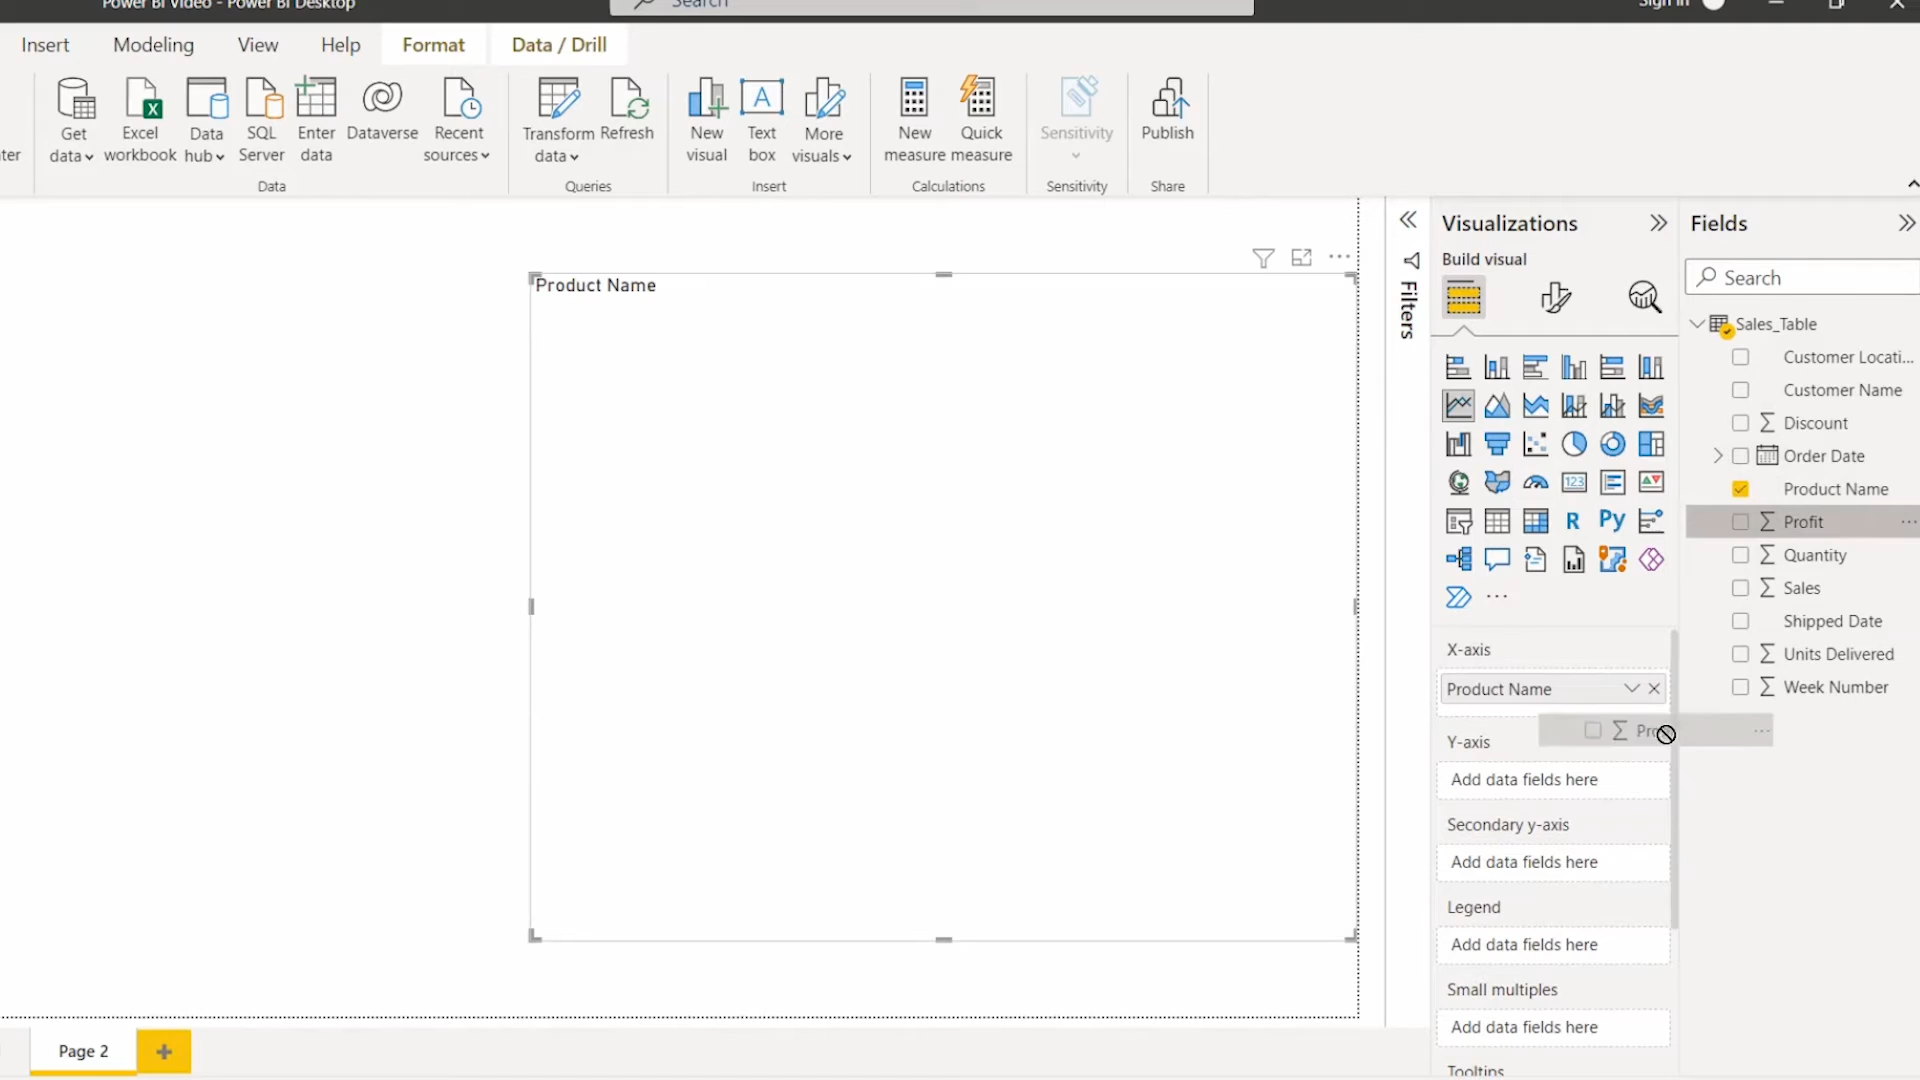 Power BI Video - Power BI Desktop
Search
Sign in
Insert
Modeling
View
Help
Format
Data / Drill
Get data
Excel workbook
Data hub
SQL Server
Enter data
Dataverse
Recent sources
Transform data
Refresh
New visual
Text box
More visuals
New measure
Quick measure
Sensitivity
Publish
Data
Queries
Insert
Calculations
Sensitivity
Share
Product Name
Filters
Visualizations
Build visual
123
R
Py
X-axis
Product Name
Y-axis
Add data fields here
Secondary y-axis
Add data fields here
Legend
Add data fields here
Small multiples
Add data fields here
Tooltips
Fields
Search
Sales_Table
Customer Locati...
Customer Name
Σ Discount
Order Date
Product Name
Σ Profit
Σ Quantity
Σ Sales
Shipped Date
Σ Units Delivered
Σ Week Number
Page 2